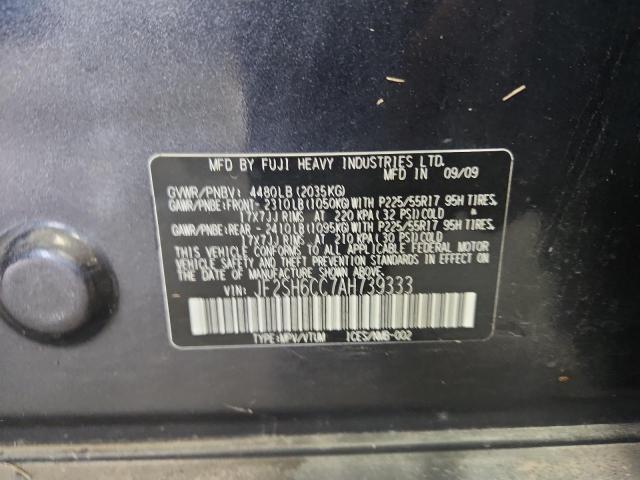 MFD BY FUJI HEAVY INDUSTRIES LTD.
MFD IN 09/09
GVWR/PNBV: 4480LB(2035KG)
GAWR/PNBE:FRONT-2310LB(1050KG)WITH P225/55R17 95H TIRES,
17X7JJ RIMS AT 220 KPA(32 PSI)COLD
GAWR/PNBE:REAR -2410LB(1095KG)WITH P225/55R17 95H TIRES,
17X7JJ RIMS AT 210 KPA(30 PSI)COLD
THIS VEHICLE CONFORMS TO ALL APPLICABLE FEDERAL MOTOR
VEHICLE SAFETY AND THEFT PREVENTION STANDARDS IN EFFECT ON
THE DATE OF MANUFACTURE SHOWN ABOVE.
VIN: JF2SH6CC7AH739333
TYPE:MPV/VTUM ICES/NMB-002